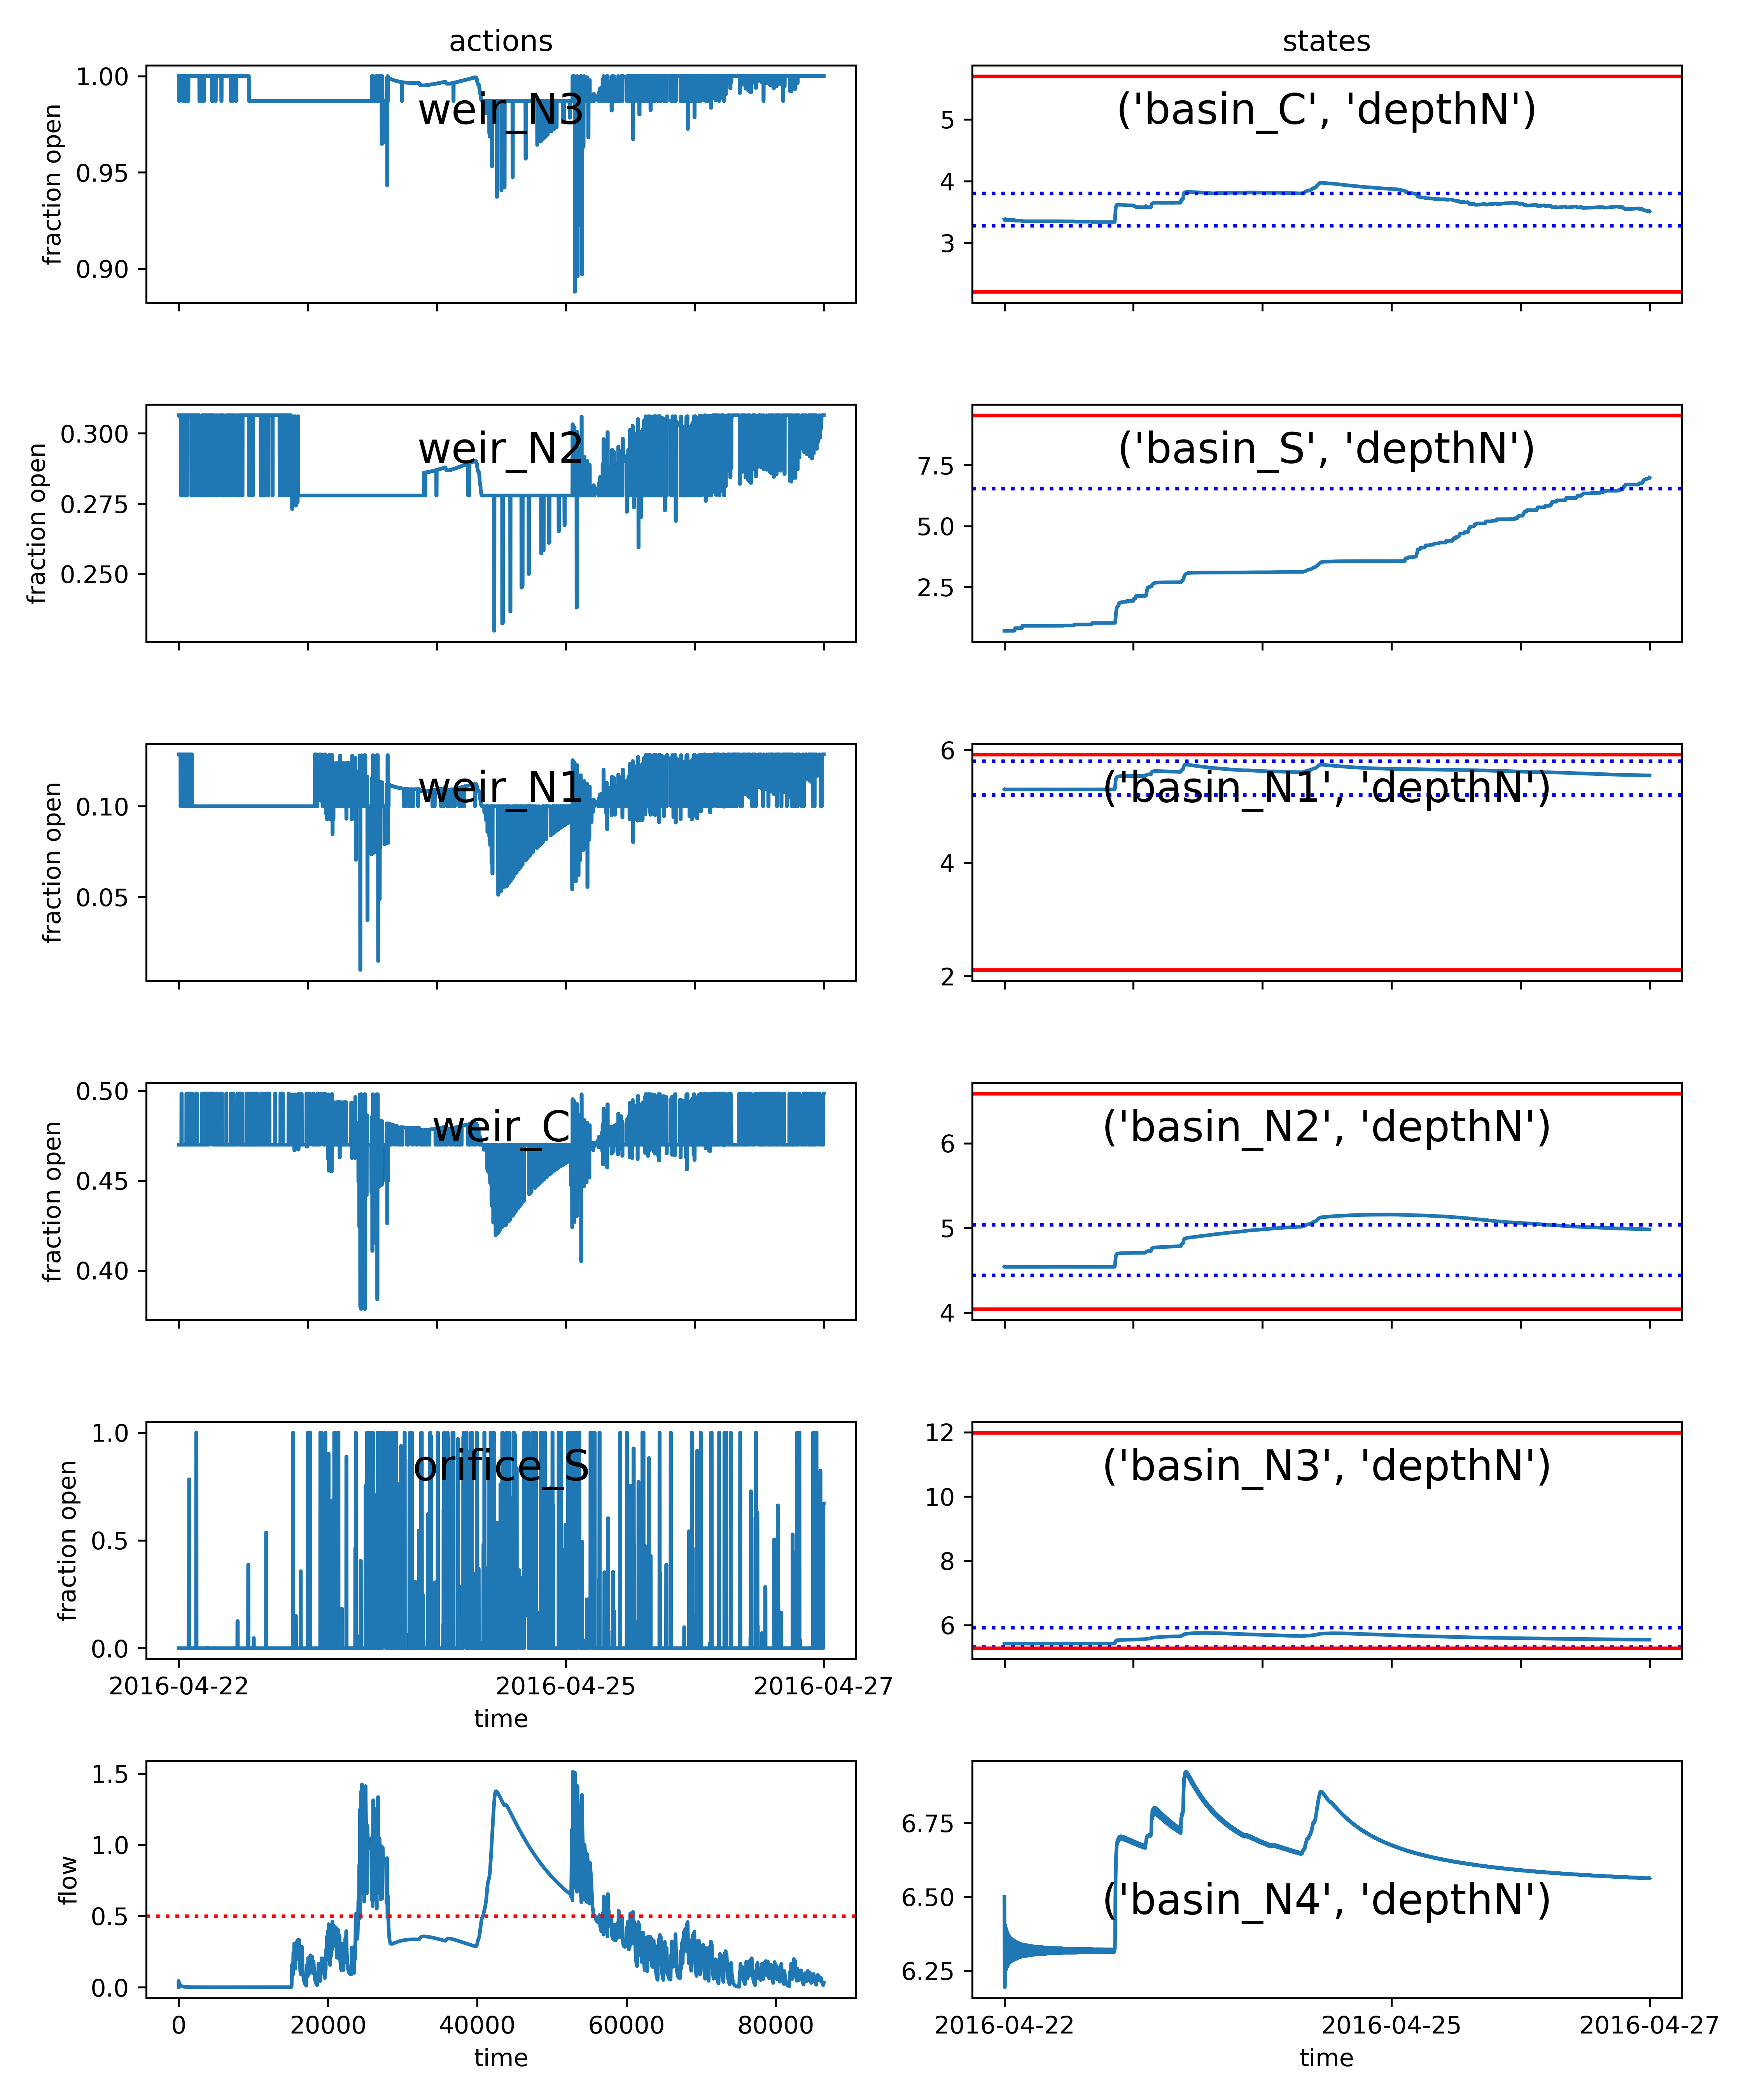 actions
states
1.00
0.95
0.90
fraction open
weir_N3
5
4
3
('basin_C', 'depthN')
0.300
0.275
0.250
fraction open
weir_N2
7.5
5.0
2.5
('basin_S', 'depthN')
0.10
0.05
fraction open
weir_N1
6
4
2
('basin_N1', 'depthN')
0.50
0.45
0.40
fraction open
weir_C
6
5
4
('basin_N2', 'depthN')
1.0
0.5
0.0
fraction open
orifice_S
2016-04-22 2016-04-25 2016-04-27
time
12
10
8
6
('basin_N3', 'depthN')
1.5
1.0
0.5
0.0
flow
0 20000 40000 60000 80000
time
6.75
6.50
6.25
('basin_N4', 'depthN')
2016-04-22 2016-04-25 2016-04-27
time